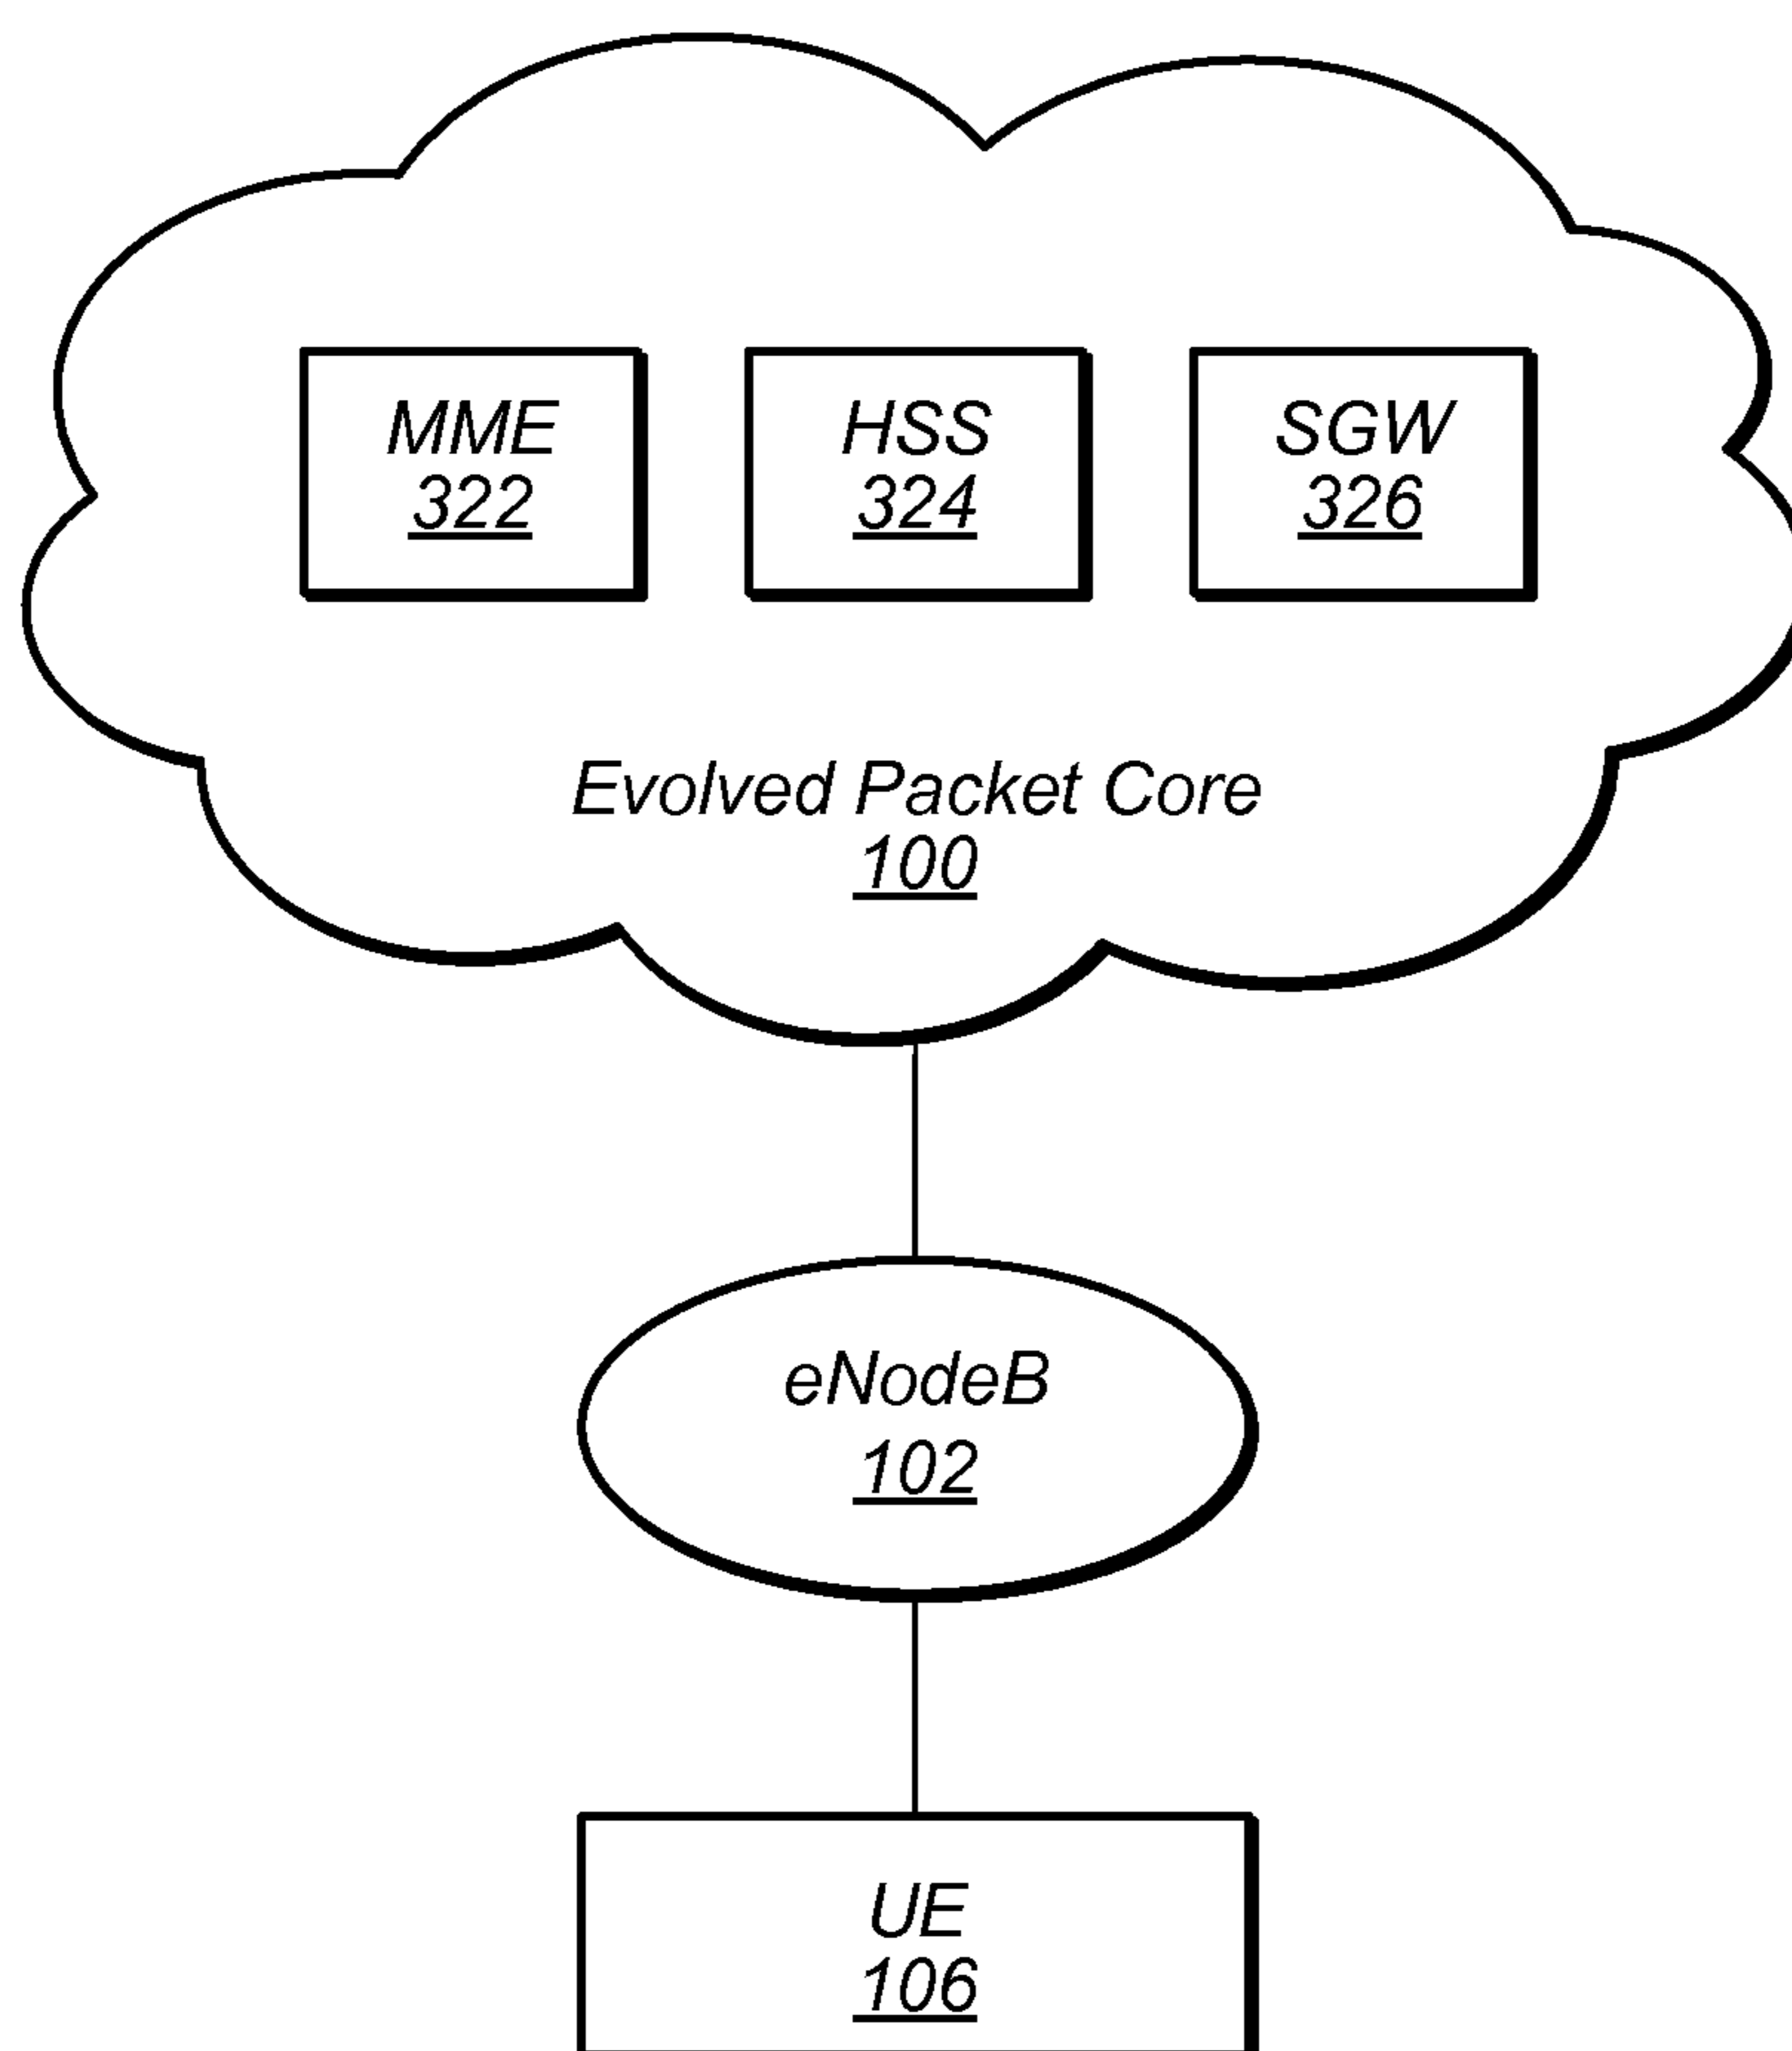 MME
322
HSS
324
SGW
326
Evolved Packet Core
100
eNodeB
102
UE
106